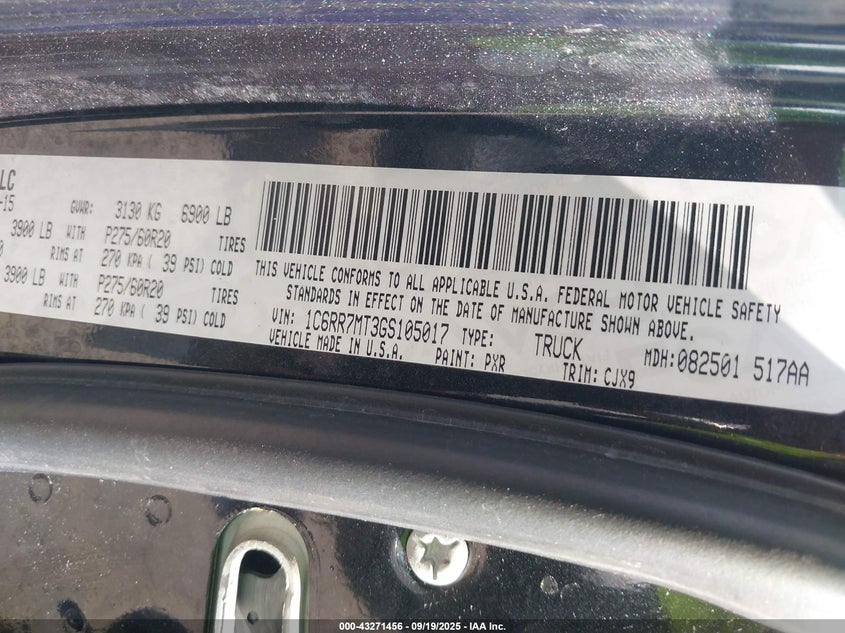 LC
-15 GVWR: 3130 KG 6900 LB
3900 LB WITH P275/60R20 TIRES
RIMS AT 270 KPA ( 39 PSI) COLD
3900 LB WITH P275/60R20 TIRES
RIMS AT 270 KPA ( 39 PSI) COLD
THIS VEHICLE CONFORMS TO ALL APPLICABLE U.S.A. FEDERAL MOTOR VEHICLE SAFETY
STANDARDS IN EFFECT ON THE DATE OF MANUFACTURE SHOWN ABOVE.
VIN: 1C6RR7MT3GS105017 TYPE: TRUCK MDH:082501 517AA
VEHICLE MADE IN U.S.A. PAINT: PXR TRIM: CJX9
000-43271456 - 09/19/2025 - IAA Inc.